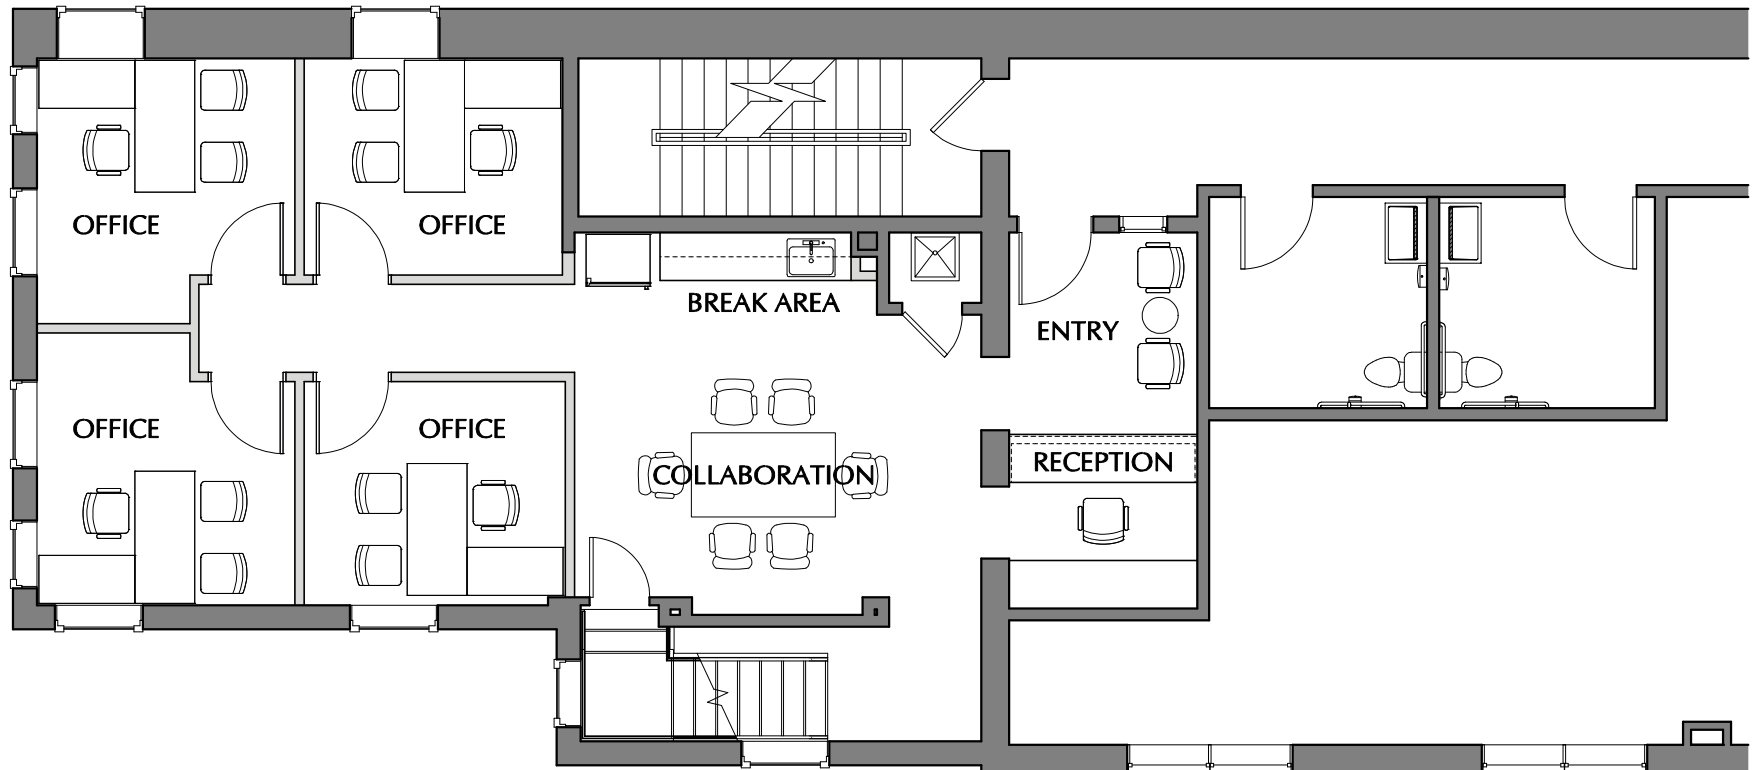 OFFICE
OFFICE
BREAK AREA
ENTRY
OFFICE
OFFICE
COLLABORATION
RECEPTION